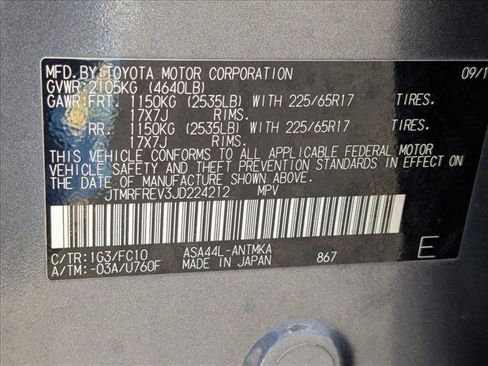 MFD.BY:TOYOTA MOTOR CORPORATION 09/1
GVWR:2105KG (4640LB)
GAWR:FRT. 1150KG (2535LB) WITH 225/65R17 TIRES.
17X7J RIMS.
RR. 1150KG (2535LB) WITH 225/65R17 TIRES.
17X7J RIMS.
THIS VEHICLE CONFORMS TO ALL APPLICABLE FEDERAL MOTOR
VEHICLE SAFETY AND THEFT PREVENTION STANDARDS IN EFFECT ON
THE DATE OF MANUFACTURE SHOWN ABOVE.
JTMRFREV3JD224212 MPV
C/TR:1G3/FC10 ASA44L-ANTMKA
A/TM:-03A/U760F MADE IN JAPAN 867 E